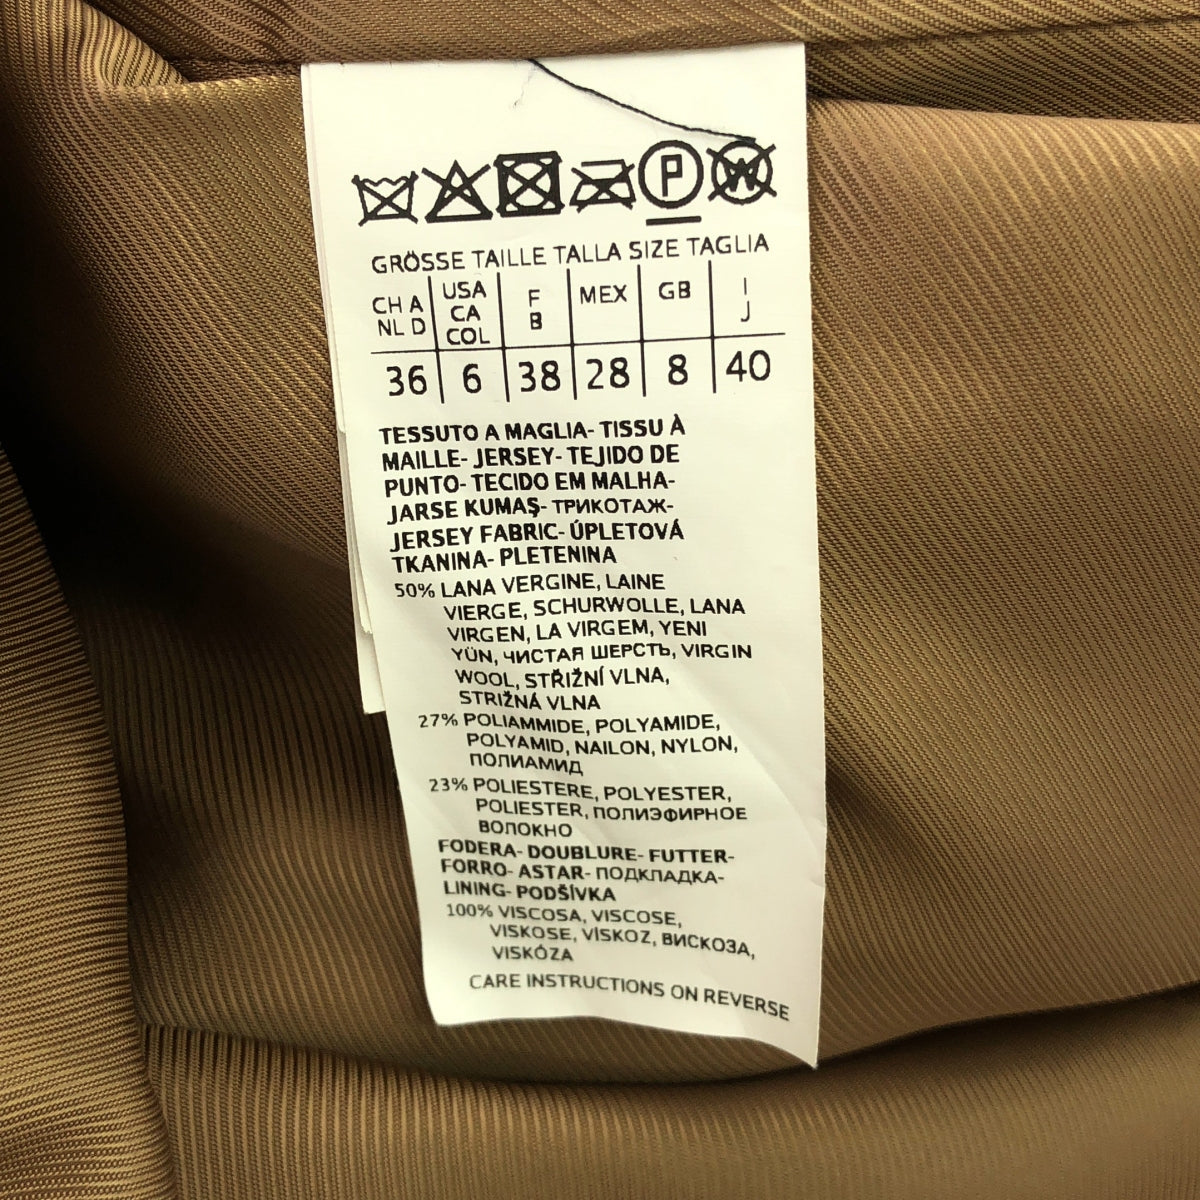 P W
GRÖSSE TAILLE TALLA SIZE TAGLIA
CH A USA F MEX GB I
NL D CA B J
COL
36 6 38 28 8 40
TESSUTO A MAGLIA- TISSU À
MAILLE- JERSEY- TEJIDO DE
PUNTO- TECIDO EM MALHA-
JARSE KUMAŞ- ТРИКОТАЖ-
JERSEY FABRIC- ÚPLETOVÁ
TKANINA- PLETENINA
50% LANA VERGINE, LAINE
VIERGE, SCHURWOLLE, LANA
VIRGEN, LA VIRGEM, YENI
YÜN, ЧИСТАЯ ШЕРСТЬ, VIRGIN
WOOL, STŘIŽNÍ VLNA,
STRIŽNÁ VLNA
27% POLIAMMIDE, POLYAMIDE,
POLYAMID, NAILON, NYLON,
ПОЛИАМИД
23% POLIESTERE, POLYESTER,
POLIESTER, ПОЛИЭФИРНОЕ
ВОЛОКНО
FODERA- DOUBLURE- FUTTER-
FORRO- ASTAR- ПОДКЛАДКА-
LINING- PODŠÍVKA
100% VISCOSA, VISCOSE,
VISKOSE, VİSKOZ, ВИСКОЗА,
VISKÓZA
CARE INSTRUCTIONS ON REVERSE